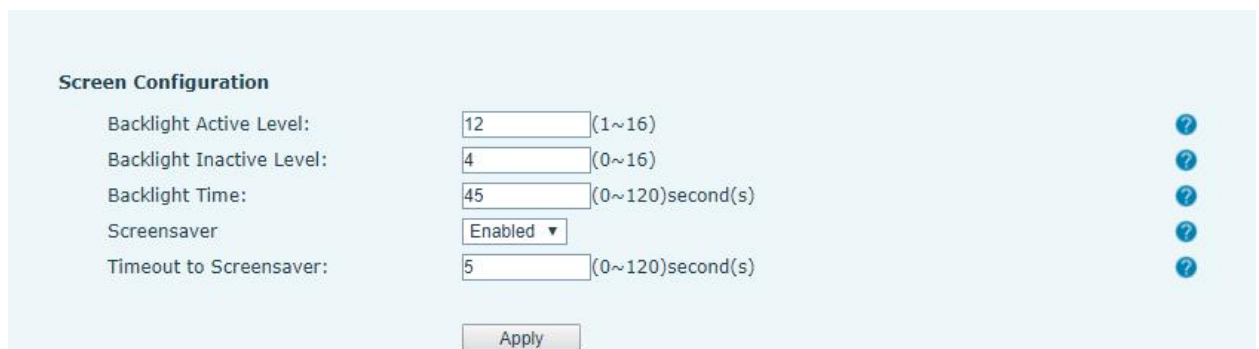 Screen Configuration
Backlight Active Level: 12 (1~16) ?
Backlight Inactive Level: 4 (0~16) ?
Backlight Time: 45 (0~120)second(s) ?
Screensaver Enabled ▼ ?
Timeout to Screensaver: 5 (0~120)second(s) ?
Apply